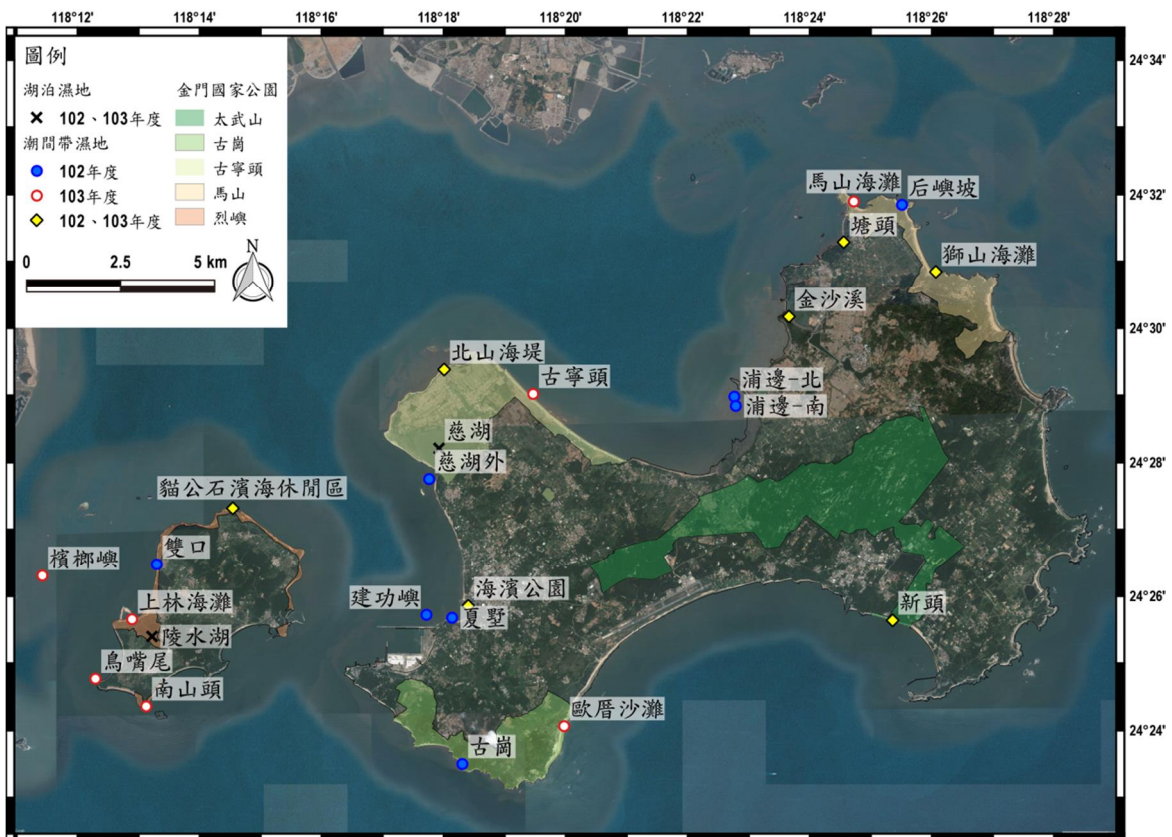 118°12"
118°14"
118°16"
118°18"
118°20"
118°22"
118°24"
118°26"
118°28"
圖例
湖泊濕地
102、103年度
潮間帶濕地
102年度
103年度
102、103年度
金門國家公園
太武山
古崗
古寧頭
馬山
烈嶼
0 2.5 5 km
N
24°34"
24°32"
24°30"
24°28"
24°26"
24°24"
馬山海灘
后嶼坡
塘頭
獅山海灘
金沙溪
北山海堤
古寧頭
浦邊-北
浦邊-南
慈湖
慈湖外
貓公石濱海休閒區
雙口
檳榔嶼
上林海灘
陵水湖
鳥嘴尾
南山頭
海濱公園
建功嶼
夏墅
新頭
歐厝沙灘
古崗